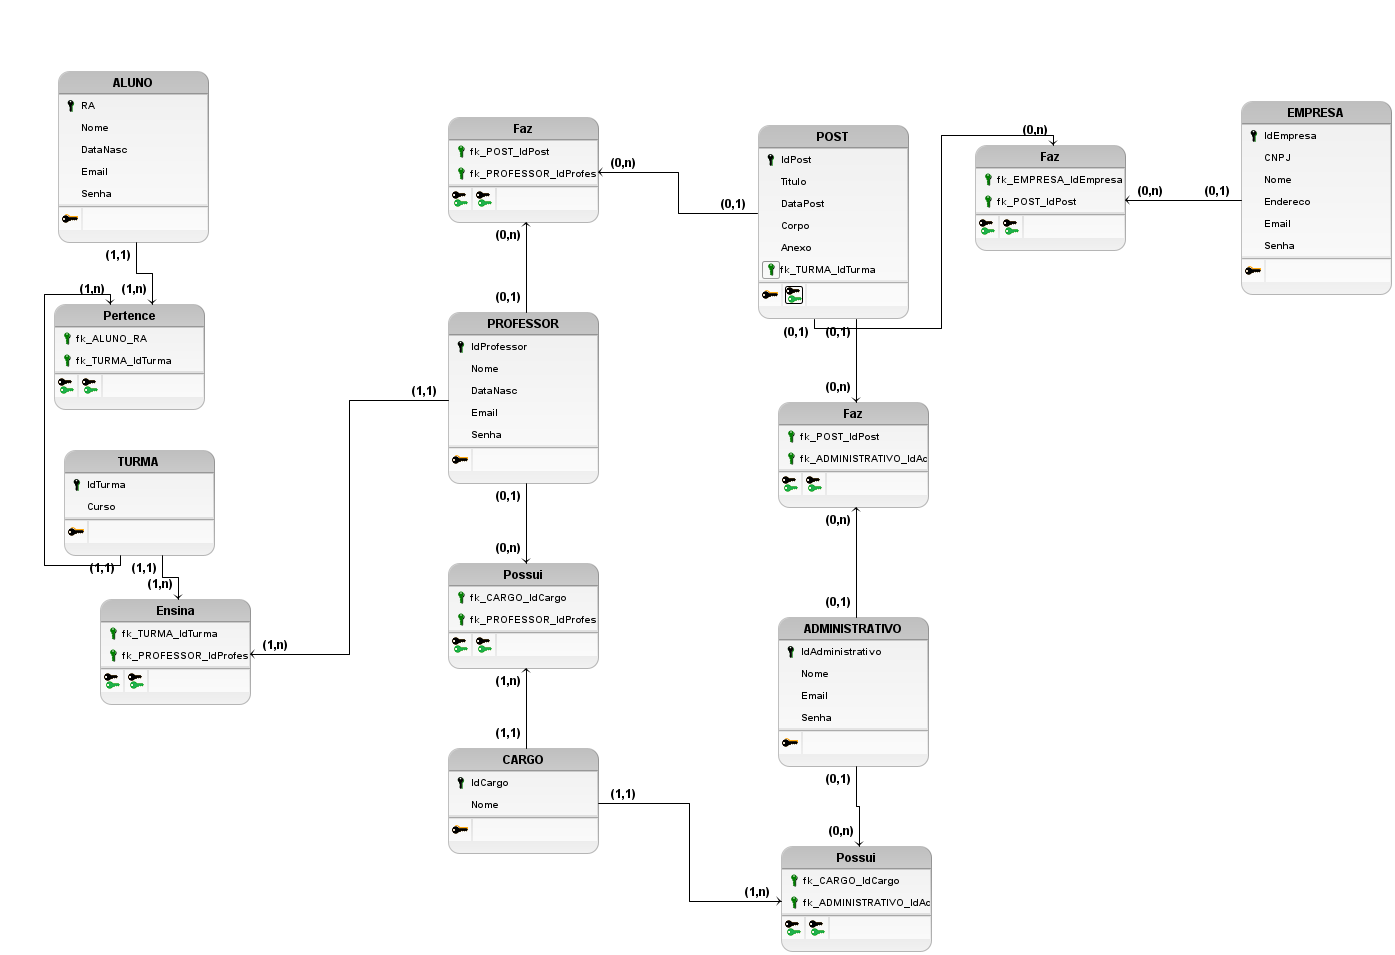 ALUNO
RA
Nome
DataNasc
Email
Senha
(1,1)
(1,n)
(1,n)
Pertence
fk_ALUNO_RA
fk_TURMA_IdTurma
TURMA
IdTurma
Curso
(1,1)
(1,1)
(1,n)
Ensina
fk_TURMA_IdTurma
fk_PROFESSOR_IdProfes
(1,n)
(1,1)
Faz
fk_POST_IdPost
fk_PROFESSOR_IdProfes
(0,n)
(0,1)
(0,n)
(0,1)
PROFESSOR
IdProfessor
Nome
DataNasc
Email
Senha
(0,1)
(0,n)
Possui
fk_CARGO_IdCargo
fk_PROFESSOR_IdProfes
(1,n)
(1,1)
CARGO
IdCargo
Nome
(1,1)
(1,n)
POST
IdPost
Titulo
DataPost
Corpo
Anexo
fk_TURMA_IdTurma
(0,1)
(0,1)
(0,n)
Faz
fk_POST_IdPost
fk_ADMINISTRATIVO_IdAc
(0,n)
(0,1)
ADMINISTRATIVO
IdAdministrativo
Nome
Email
Senha
(0,1)
(0,n)
Possui
fk_CARGO_IdCargo
fk_ADMINISTRATIVO_IdAc
(0,n)
Faz
fk_EMPRESA_IdEmpresa
fk_POST_IdPost
(0,n)
(0,1)
EMPRESA
IdEmpresa
CNPJ
Nome
Endereco
Email
Senha